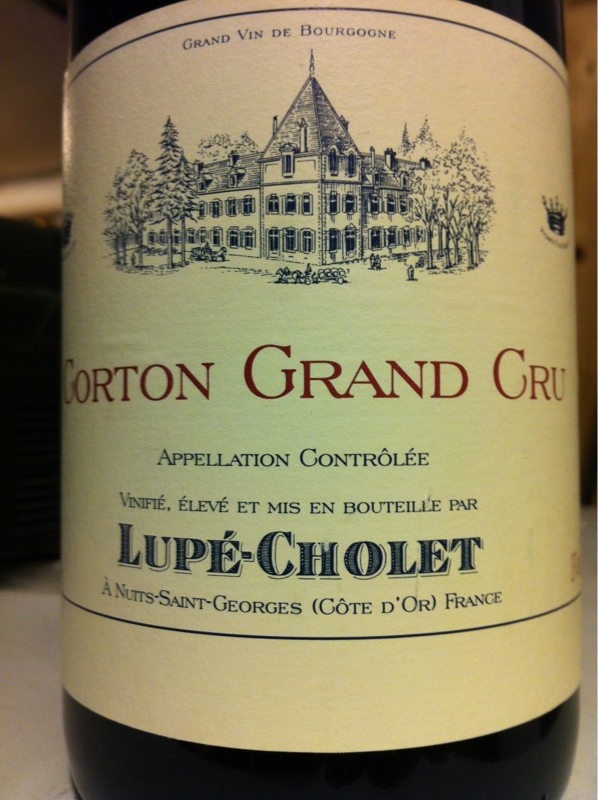 Grand Vin de Bourgogne
Corton Grand Cru
Appellation Contrôlée
Vinifié, élevé et mis en bouteille par
Lupé-Cholet
À Nuits-Saint-Georges (Côte d'Or) France